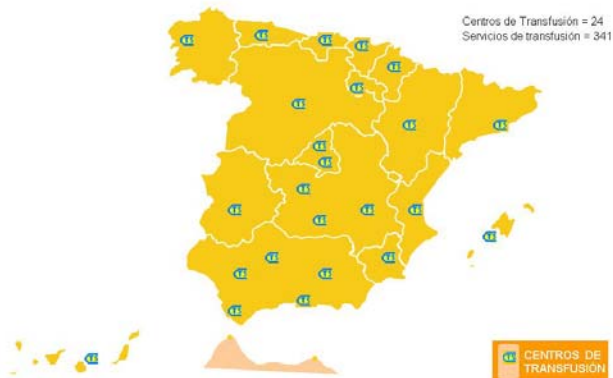 Centros de Transfusión = 24
Servicios de transfusión = 341
CENTROS DE
TRANSFUSIÓN